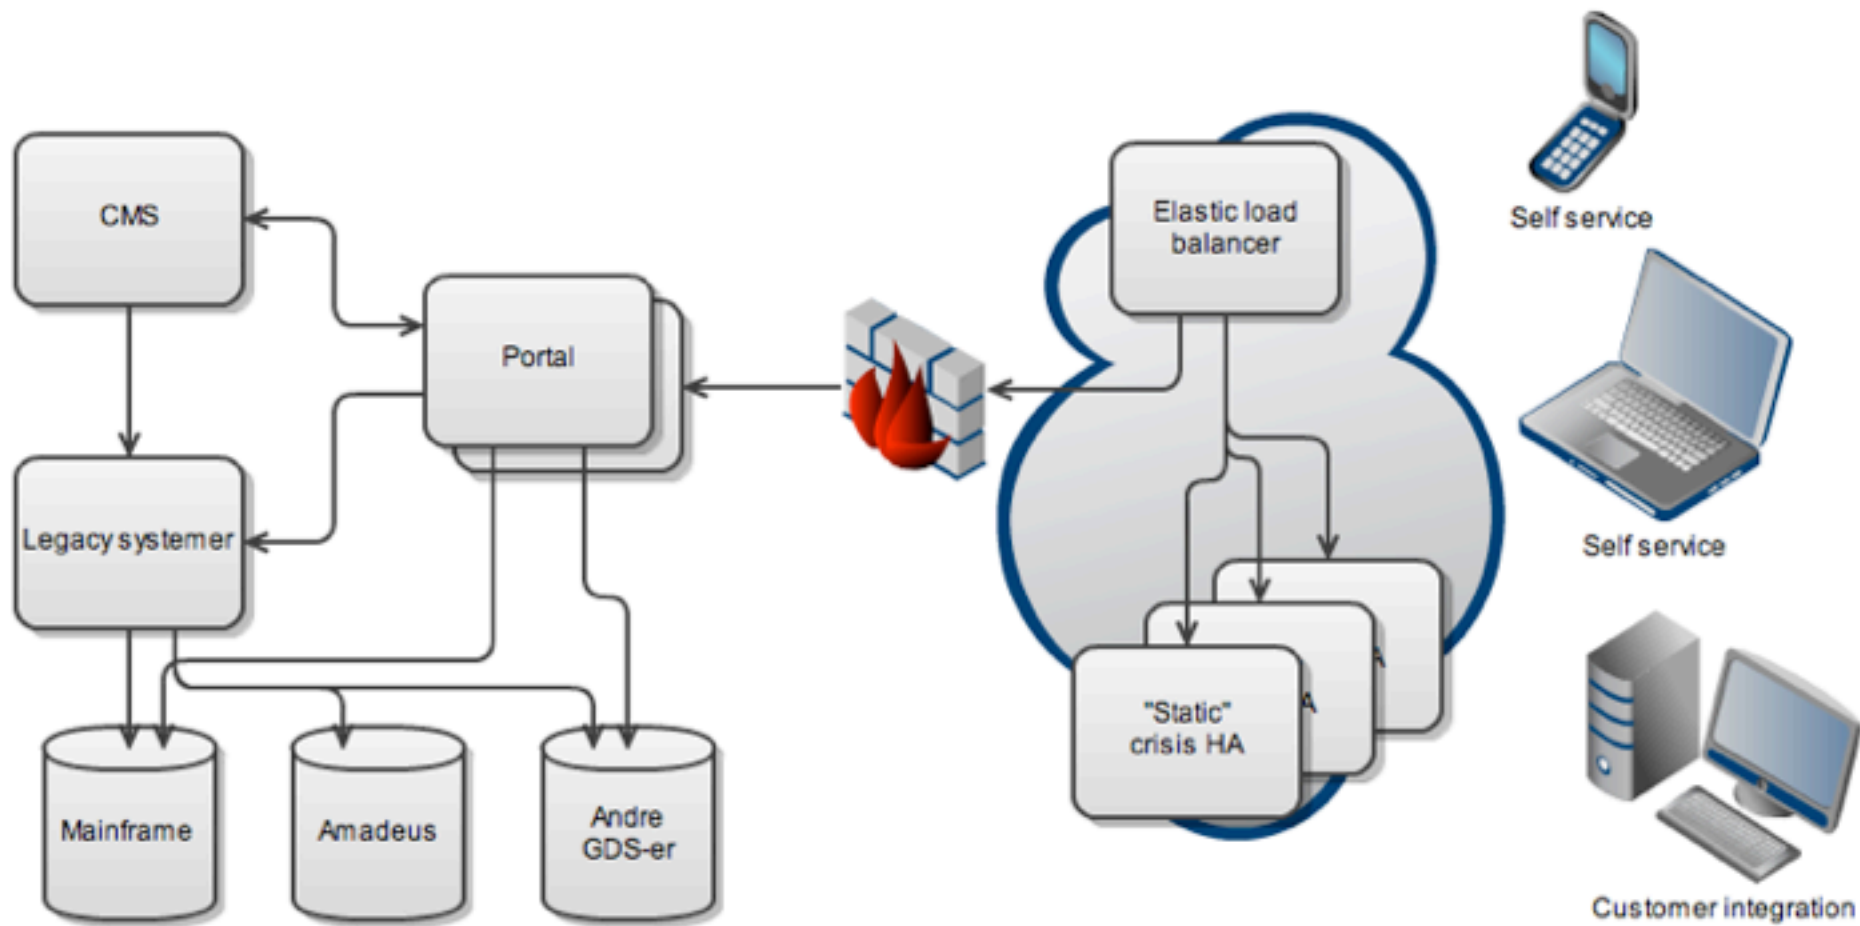 CMS
Portal
Legacy systemer
Mainframe
Amadeus
Andre
GDS-er
Elastic load
balancer
"Static"
crisis HA
A
A
Self service
Self service
Customer integration